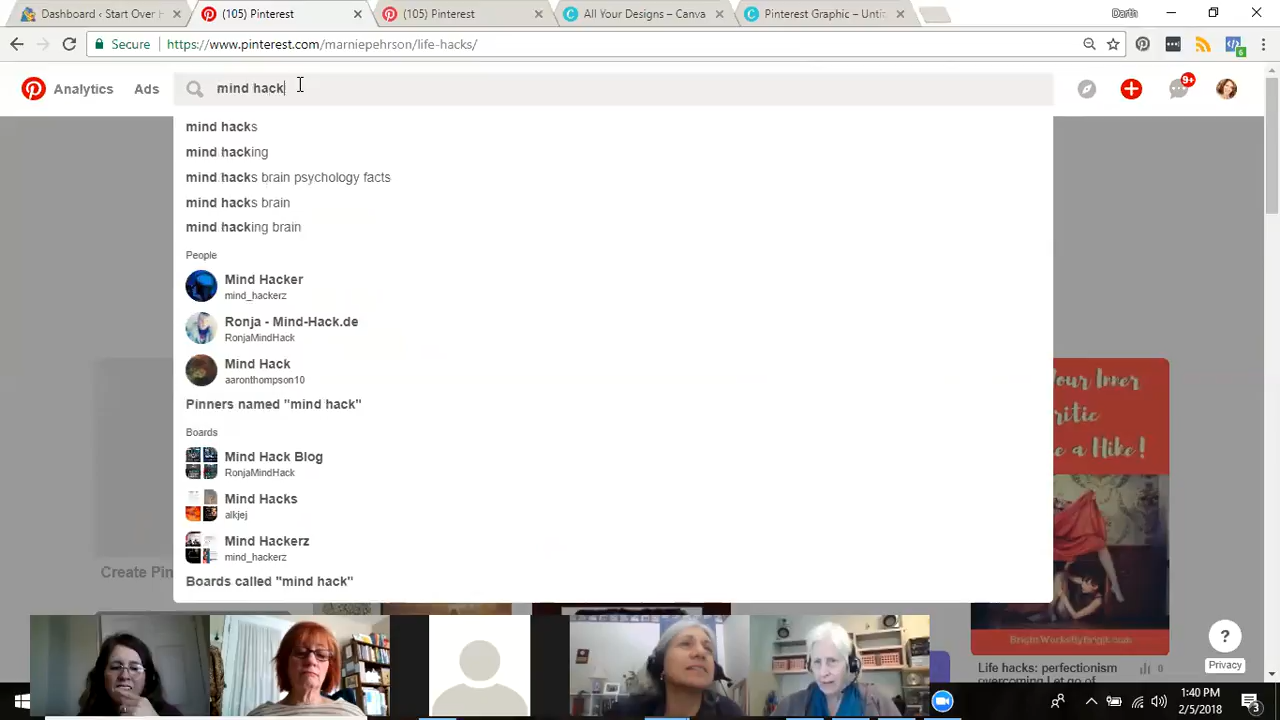 Dashboard ‹ Start Over H
(105) Pinterest
(105) Pinterest
All Your Designs – Canva
Pinterest Graphic – Untit
Darth
Secure
https://www.pinterest.com/marniepehrson/life-hacks/
6
Analytics
Ads
mind hack
9+
mind hacks
mind hacking
mind hacks brain psychology facts
mind hacks brain
mind hacking brain
People
Mind Hacker
mind_hackerz
Ronja - Mind-Hack.de
RonjaMindHack
Mind Hack
aaronthompson10
Pinners named "mind hack"
Boards
Mind Hack Blog
RonjaMindHack
Mind Hacks
alkjej
Mind Hackerz
mind_hackerz
Boards called "mind hack"
Create Pin
Your Inner
ritic
e a Hike!
Life hacks: perfectionism
overcoming Let go of
0
?
Privacy
1:40 PM
2/5/2018
3